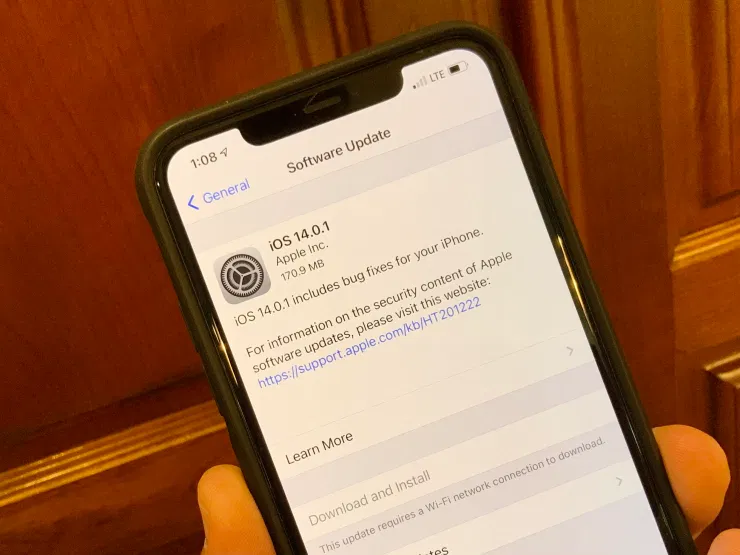 1:08
LTE
General
Software Update
iOS 14.0.1
Apple Inc.
170.9 MB
iOS 14.0.1 includes bug fixes for your iPhone.
For information on the security content of Apple
software updates, please visit this website:
https://support.apple.com/kb/HT201222
Learn More
Download and Install
This update requires a Wi-Fi network connection to download.